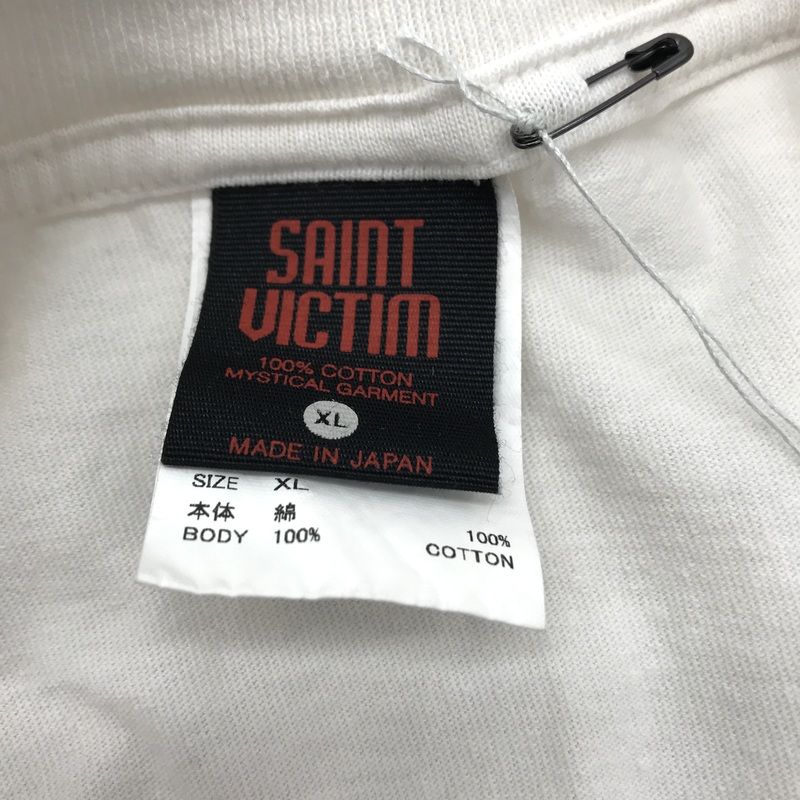 SAINT
VICTIM
100% COTTON
MYSTICAL GARMENT
XL
MADE IN JAPAN
SIZE XL
本体 綿
BODY 100%
100%
COTTON